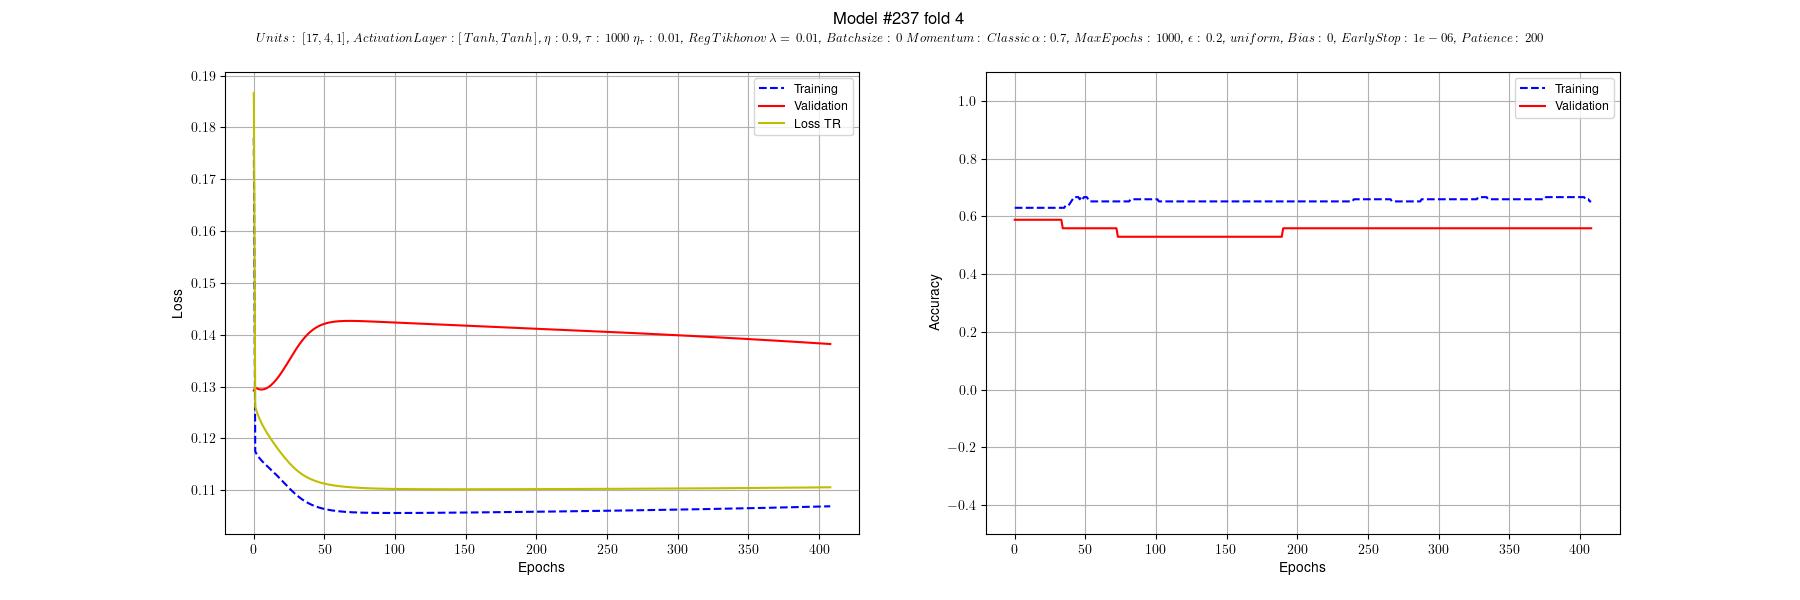 Model #237 fold 4
Units : [17, 4, 1], ActivationLayer : [Tanh, Tanh], η : 0.9, τ : 1000 ητ : 0.01, RegTikhonov λ = 0.01, Batchsize : 0 Momentum : Classic α : 0.7, MaxEpochs : 1000, ϵ : 0.2, uniform, Bias : 0, EarlyStop : 1e − 06, Patience : 200
0.19
0.18
0.17
0.16
0.15
0.14
0.13
0.12
0.11
Loss
0 50 100 150 200 250 300 350 400
Epochs
Training
Validation
Loss TR
1.0
0.8
0.6
0.4
0.2
0.0
−0.2
−0.4
Accuracy
0 50 100 150 200 250 300 350 400
Epochs
Training
Validation